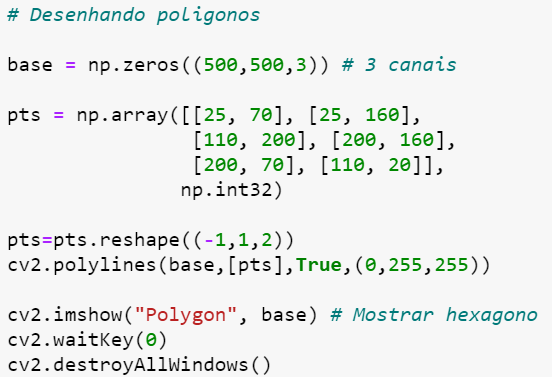 # Desenhando poligonos
base = np.zeros((500,500,3)) # 3 canais
pts = np.array([[25, 70], [25, 160],
[110, 200], [200, 160],
[200, 70], [110, 20]],
np.int32)
pts=pts.reshape((-1,1,2))
cv2.polylines(base,[pts],True,(0,255,255))
cv2.imshow("Polygon", base) # Mostrar hexagono
cv2.waitKey(0)
cv2.destroyAllWindows()